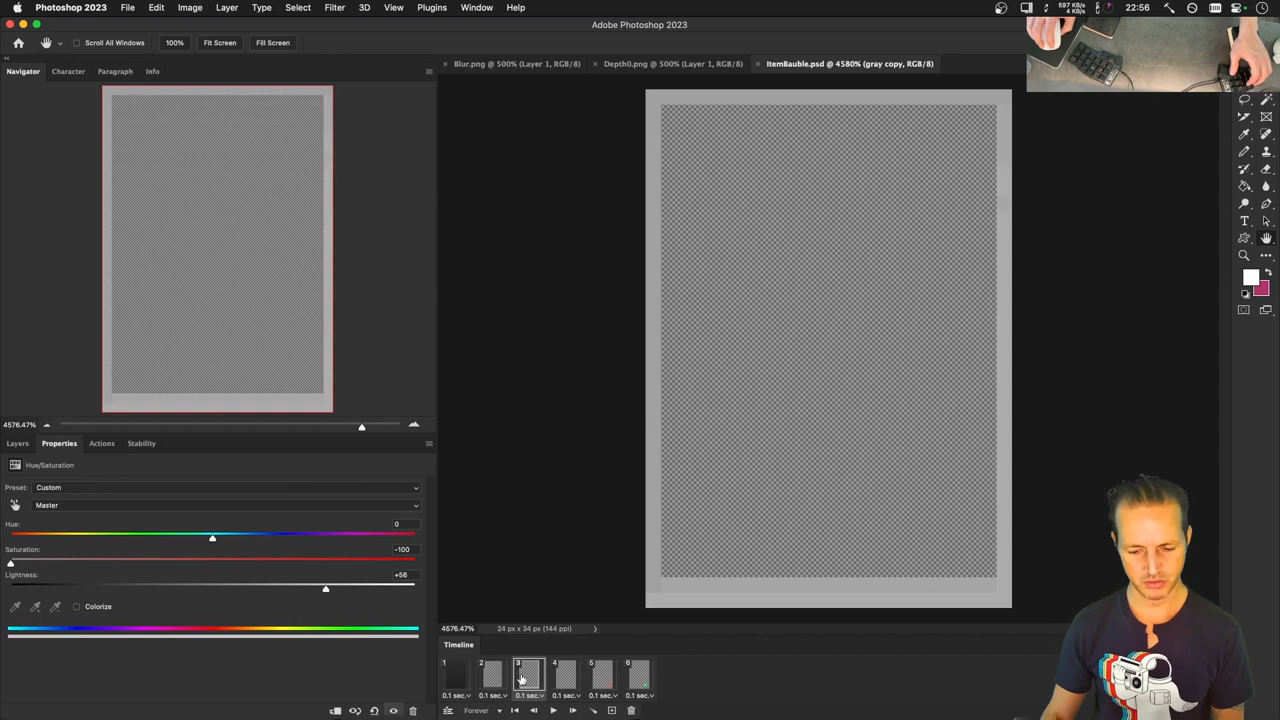 Photoshop 2023 File Edit Image Layer Type Select Filter 3D View Plugins Window Help
697 KB/s
4 KB/s
22:56
Adobe Photoshop 2023
Scroll All Windows 100% Fit Screen Fill Screen
Navigator Character Paragraph Info
Blur.png @ 500% (Layer 1, RGB/8) Depth0.png @ 500% (Layer 1, RGB/8) ItemBauble.psd @ 4580% (gray copy, RGB/8)
4576.47%
Layers Properties Actions Stability
Hue/Saturation
Preset: Custom
Master
Hue: 0
Saturation: -100
Lightness: +56
Colorize
4576.47% 24 px x 34 px (144 ppi)
Timeline
1 2 3 4 5 6
0.1 sec. 0.1 sec. 0.1 sec. 0.1 sec. 0.1 sec. 0.1 sec.
Forever